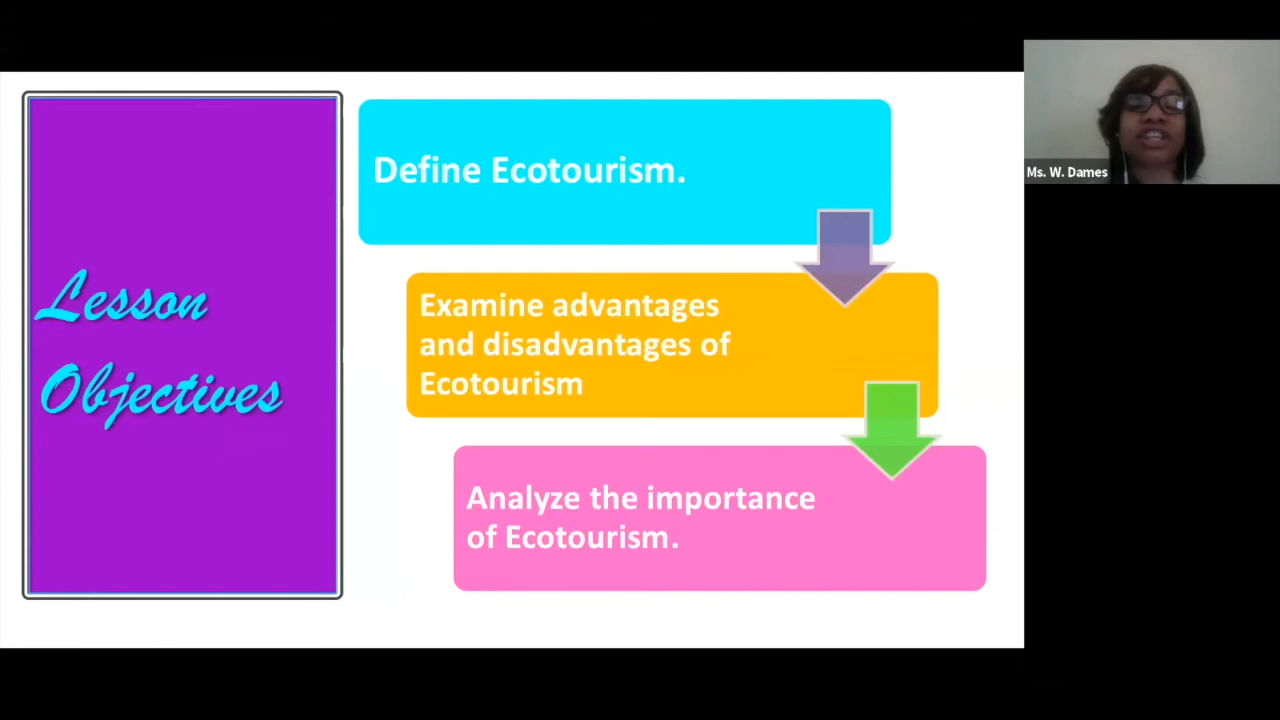 Lesson
Objectives
Define Ecotourism.
Examine advantages
and disadvantages of
Ecotourism
Analyze the importance
of Ecotourism.
Ms. W. Dames